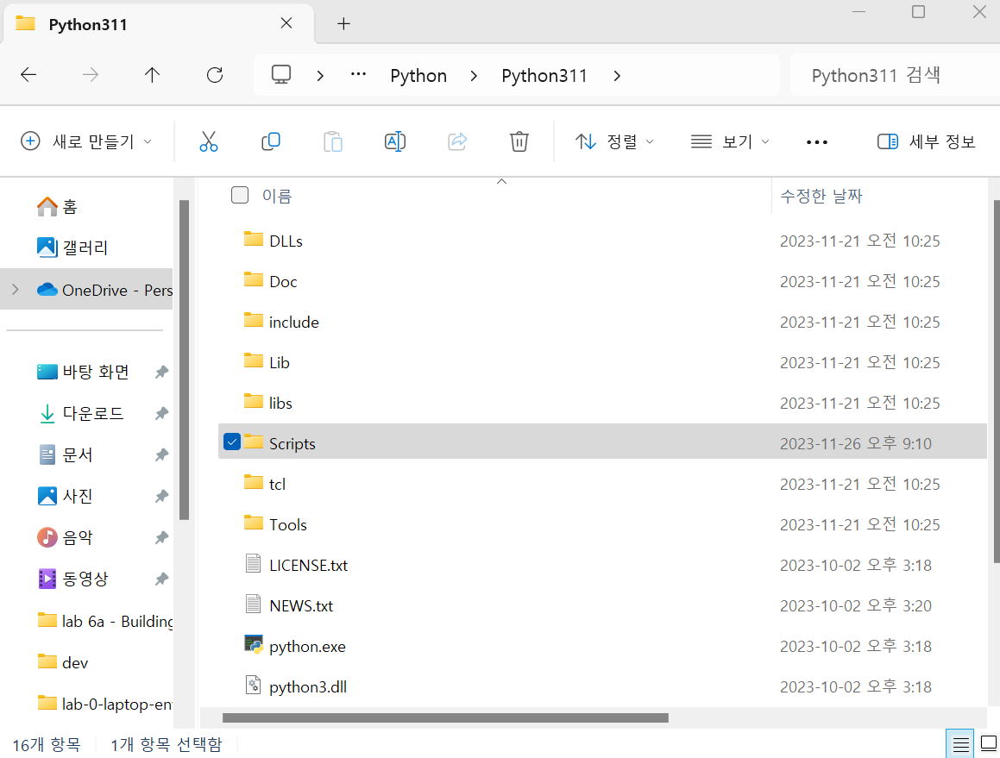 Python311
Python
Python311
Python311 검색
새로 만들기
정렬
보기
세부 정보
홈
갤러리
OneDrive - Pers
바탕 화면
다운로드
문서
사진
음악
동영상
lab 6a - Building
dev
lab-0-laptop-en
이름 수정한 날짜
DLLs 2023-11-21 오전 10:25
Doc 2023-11-21 오전 10:25
include 2023-11-21 오전 10:25
Lib 2023-11-21 오전 10:25
libs 2023-11-21 오전 10:25
Scripts 2023-11-26 오후 9:10
tcl 2023-11-21 오전 10:25
Tools 2023-11-21 오전 10:25
LICENSE.txt 2023-10-02 오후 3:18
NEWS.txt 2023-10-02 오후 3:20
python.exe 2023-10-02 오후 3:18
python3.dll 2023-10-02 오후 3:18
16개 항목 1개 항목 선택함